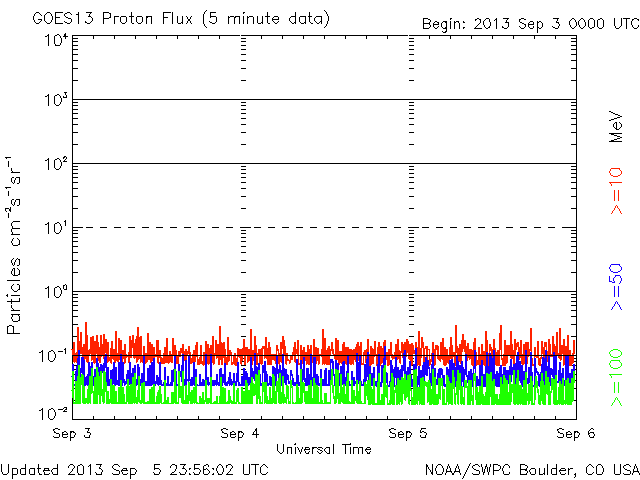 GOES13 Proton Flux (5 minute data)
Begin: 2013 Sep 3 0000 UTC
Particles cm⁻²s⁻¹sr⁻¹
10⁴
10³
10²
10¹
10⁰
10⁻¹
10⁻²
MeV
>=10
>=50
>=100
Sep 3 Sep 4 Sep 5 Sep 6
Universal Time
Updated 2013 Sep 5 23:56:02 UTC
NOAA/SWPC Boulder, CO USA